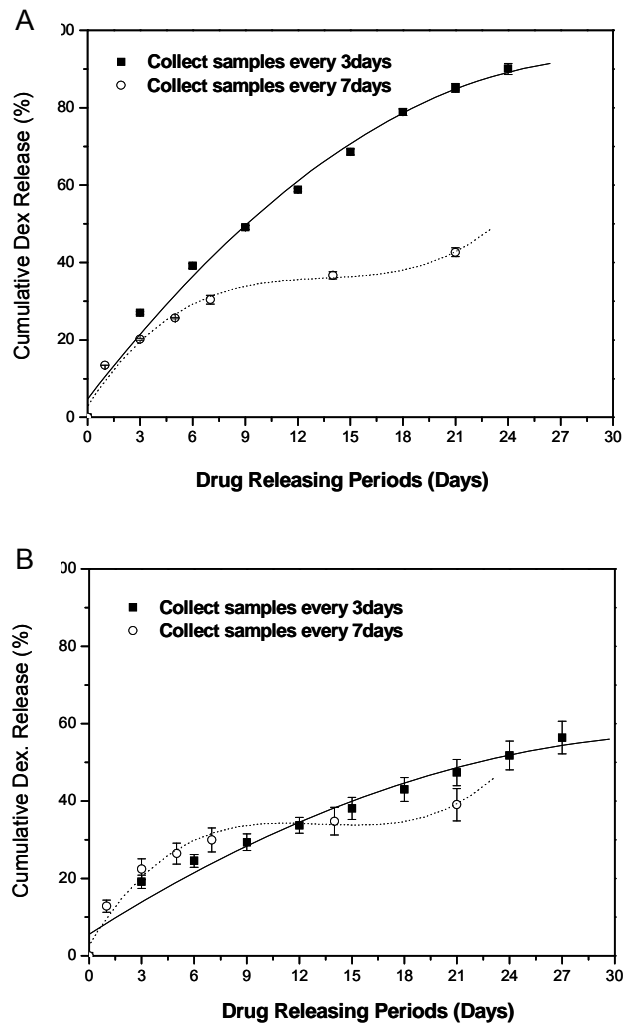 A
00
Collect samples every 3days
Collect samples every 7days
80
60
40
20
0
Cumulative Dex Release (%)
0 3 6 9 12 15 18 21 24 27 30
Drug Releasing Periods (Days)
B
00
Collect samples every 3days
Collect samples every 7days
80
60
40
20
0
Cumulative Dex. Release (%)
0 3 6 9 12 15 18 21 24 27 30
Drug Releasing Periods (Days)